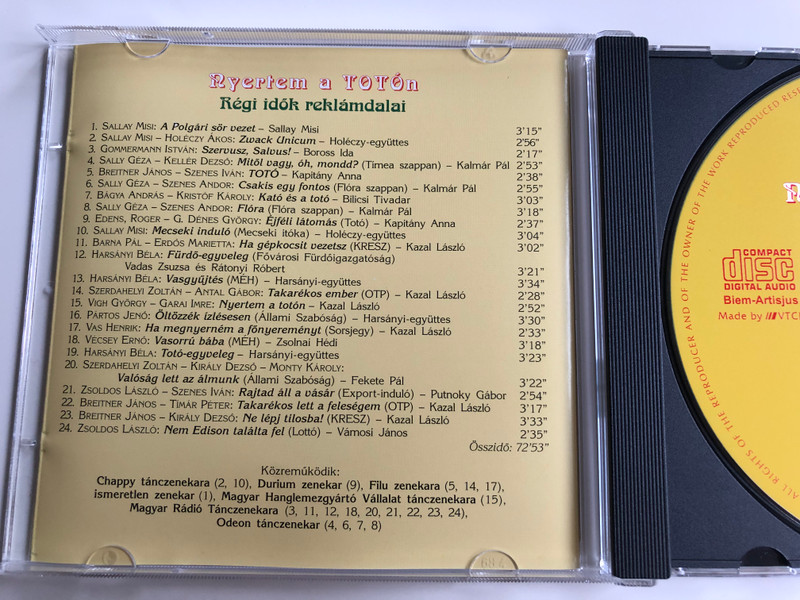 Nyertem a TOTÓn
Régi idők reklámdalai
1. SALLAY MISI: A Polgári sör vezet – Sallay Misi 3'15"
2. SALLAY MISI – HOLÉCZY ÁKOS: Zwack Unicum – Holéczy-együttes 2'56"
3. GOMMERMANN ISTVÁN: Szervusz, Salvus! – Boross Ida 2'17"
4. SALLY GÉZA – KELLÉR DEZSŐ: Mitől vagy, óh, mondd? (Timea szappan) – Kalmár Pál 2'53"
5. BREITNER JÁNOS – SZENES IVÁN: TOTÓ – Kapitány Anna 2'38"
6. SALLY GÉZA – SZENES ANDOR: Csakis egy fontos (Flóra szappan) – Kalmár Pál 2'55"
7. BÁGYA ANDRÁS – KRISTÓF KÁROLY: Kató és a totó – Bilicsi Tivadar 3'03"
8. SALLY GÉZA – SZENES ANDOR: Flóra (Flóra szappan) – Kalmár Pál 3'18"
9. EDENS, ROGER – G. DÉNES GYÖRGY: Éjféli látomás (Totó) – Kapitány Anna 2'37"
10. SALLAY MISI: Mecseki induló (Mecseki itóka) – Holéczy-együttes 3'04"
11. BARNA PÁL – ERDŐS MARIETTA: Ha gépkocsit vezetsz (KRESZ) – Kazal László 3'02"
12. HARSÁNYI BÉLA: Fürdő-egyveleg (Fővárosi Fürdőigazgatóság)
Vadas Zsuzsa és Rátonyi Róbert 3'21"
13. HARSÁNYI BÉLA: Vasgyűjtés (MÉH) – Harsányi-együttes 3'34"
14. SZERDAHELYI ZOLTÁN – ANTAL GÁBOR: Takarékos ember (OTP) – Kazal László 2'28"
15. VIGH GYÖRGY – GARAI IMRE: Nyertem a totón – Kazal László 2'52"
16. PÁRTOS JENŐ: Öltözzék ízlésesen (Állami Szabóság) – Harsányi-együttes 3'30"
17. VAS HENRIK: Ha megnyerném a főnyereményt (Sorsjegy) – Kazal László 2'33"
18. VÉCSEY ERNŐ: Vasorrú bába (MÉH) – Zsolnai Hédi 3'18"
19. HARSÁNYI BÉLA: Totó-egyveleg – Harsányi-együttes 3'23"
20. SZERDAHELYI ZOLTÁN – KIRÁLY DEZSŐ – MONTY KÁROLY:
Valóság lett az álmunk (Állami Szabóság) – Fekete Pál 3'22"
21. ZSOLDOS LÁSZLÓ – SZENES IVÁN: Rajtad áll a vásár (Export-induló) – Putnoky Gábor 2'54"
22. BREITNER JÁNOS – TIMÁR PÉTER: Takarékos lett a feleségem (OTP) – Kazal László 3'17"
23. BREITNER JÁNOS – KIRÁLY DEZSŐ: Ne lépj tilosba! (KRESZ) – Kazal László 3'33"
24. ZSOLDOS LÁSZLÓ: Nem Edison találta fel (Lottó) – Vámosi János 2'35"
Összidő: 72'53"
Közreműködik:
Chappy tánczenekara (2, 10), Durium zenekar (9), Filu zenekara (5, 14, 17),
ismeretlen zenekar (1), Magyar Hanglemezgyártó Vállalat tánczenekara (15),
Magyar Rádió Tánczenekara (3, 11, 12, 18, 20, 21, 22, 23, 24),
Odeon tánczenekar (4, 6, 7, 8)
COMPACT
disc
DIGITAL AUDIO
Biem-Artisjus
Made by VTC
ALL RIGHTS OF THE REPRODUCER AND OF THE OWNER OF THE WORK REPRODUCED RESE